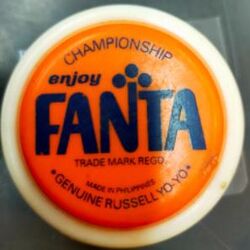 CHAMPIONSHIP
enjoy
FANTA
TRADE MARK REGD.
MADE IN PHILIPPINES
•GENUINE RUSSELL YO-YO•